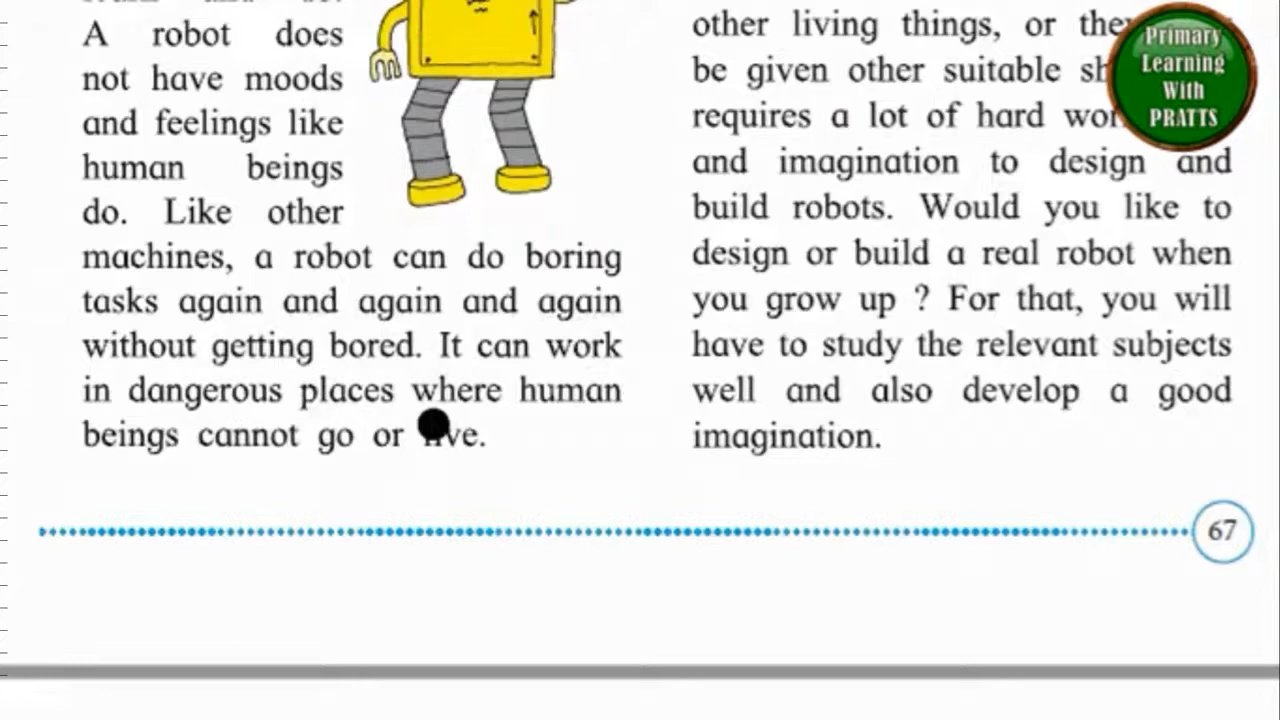 A robot does
not have moods
and feelings like
human beings
do. Like other
machines, a robot can do boring
tasks again and again and again
without getting bored. It can work
in dangerous places where human
beings cannot go or
other living things, or
be given other suitable
requires a lot of hard
and imagination to design and
build robots. Would you like to
design or build a real robot when
you grow up ? For that, you will
have to study the relevant subjects
well and also develop a good
imagination.
Primary
Learning
With
PRATTS
67